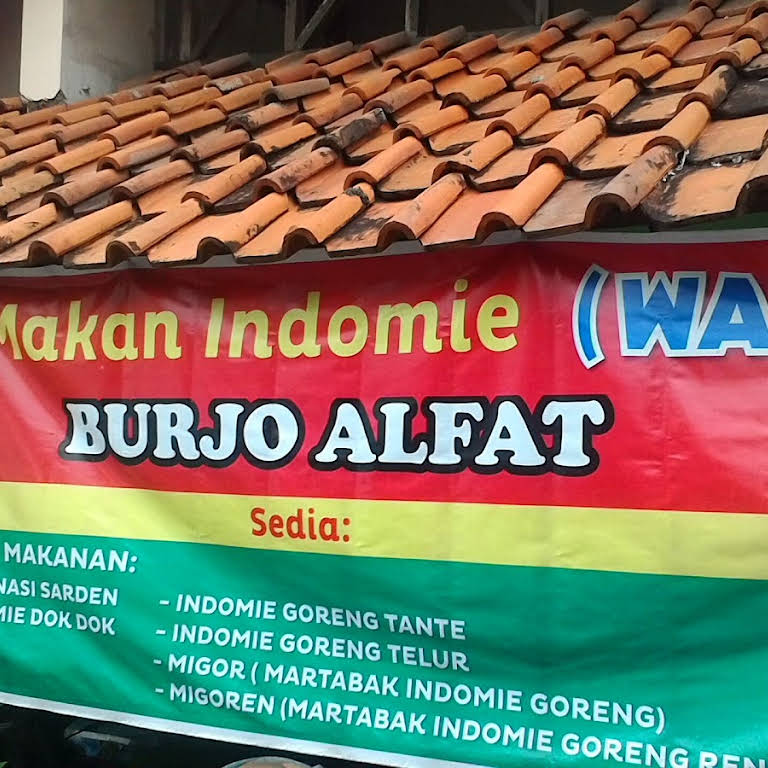 Makan Indomie (WA
BURJO ALFAT
Sedia:
MAKANAN:
NASI SARDEN
MIE DOK DOK
- INDOMIE GORENG TANTE
- INDOMIE GORENG TELUR
- MIGOR ( MARTABAK INDOMIE GORENG)
- MIGOREN (MARTABAK INDOMIE GORENG REN